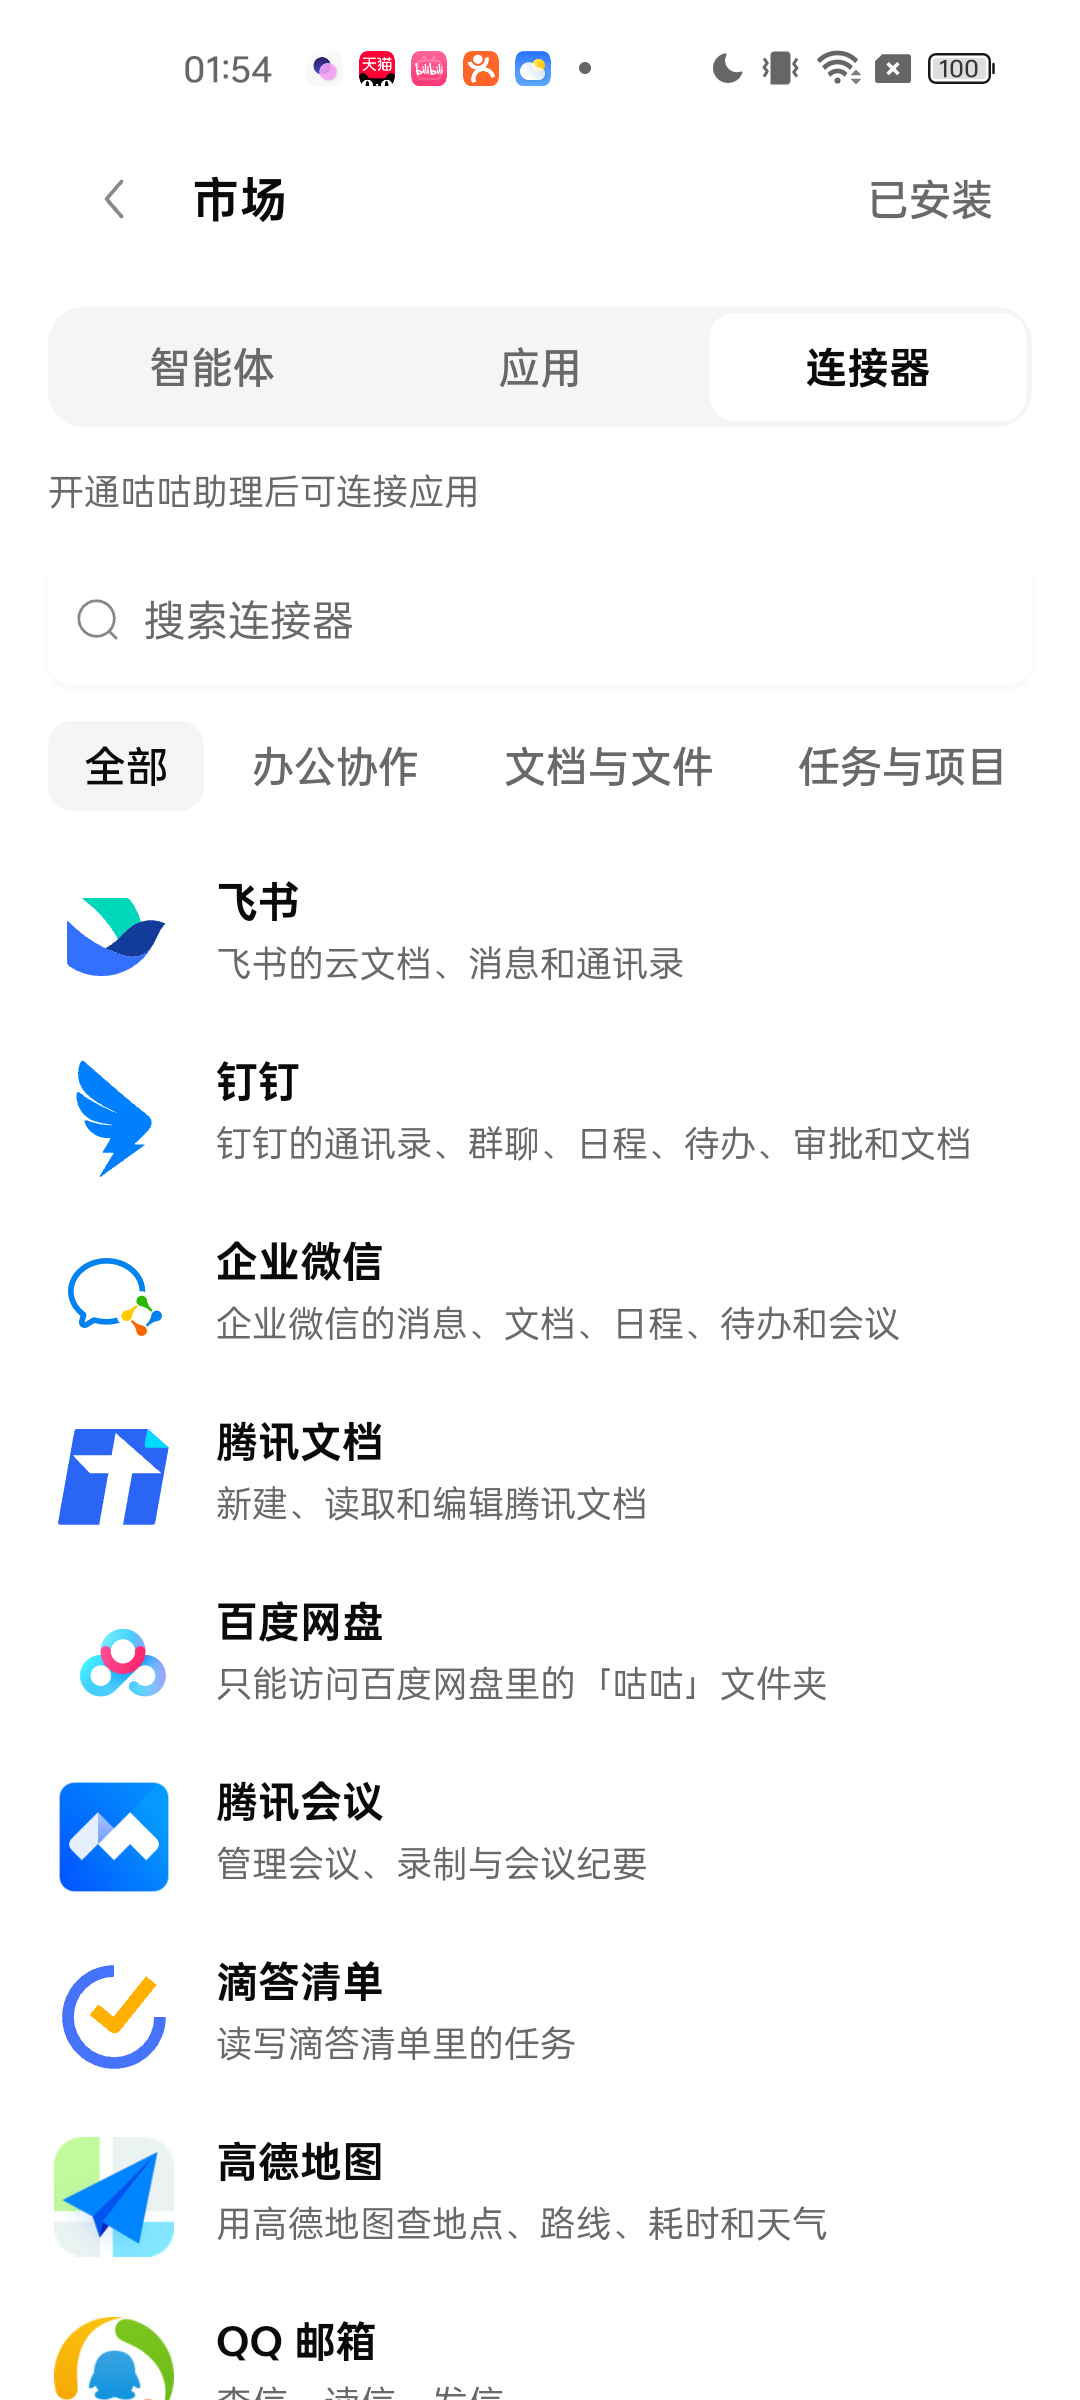 01:54
天猫
bilibili
100
市场
已安装
智能体
应用
连接器
开通咕咕助理后可连接应用
搜索连接器
全部
办公协作
文档与文件
任务与项目
飞书
飞书的云文档、消息和通讯录
钉钉
钉钉的通讯录、群聊、日程、待办、审批和文档
企业微信
企业微信的消息、文档、日程、待办和会议
腾讯文档
新建、读取和编辑腾讯文档
百度网盘
只能访问百度网盘里的「咕咕」文件夹
腾讯会议
管理会议、录制与会议纪要
滴答清单
读写滴答清单里的任务
高德地图
用高德地图查地点、路线、耗时和天气
QQ 邮箱
查信、读信、发信